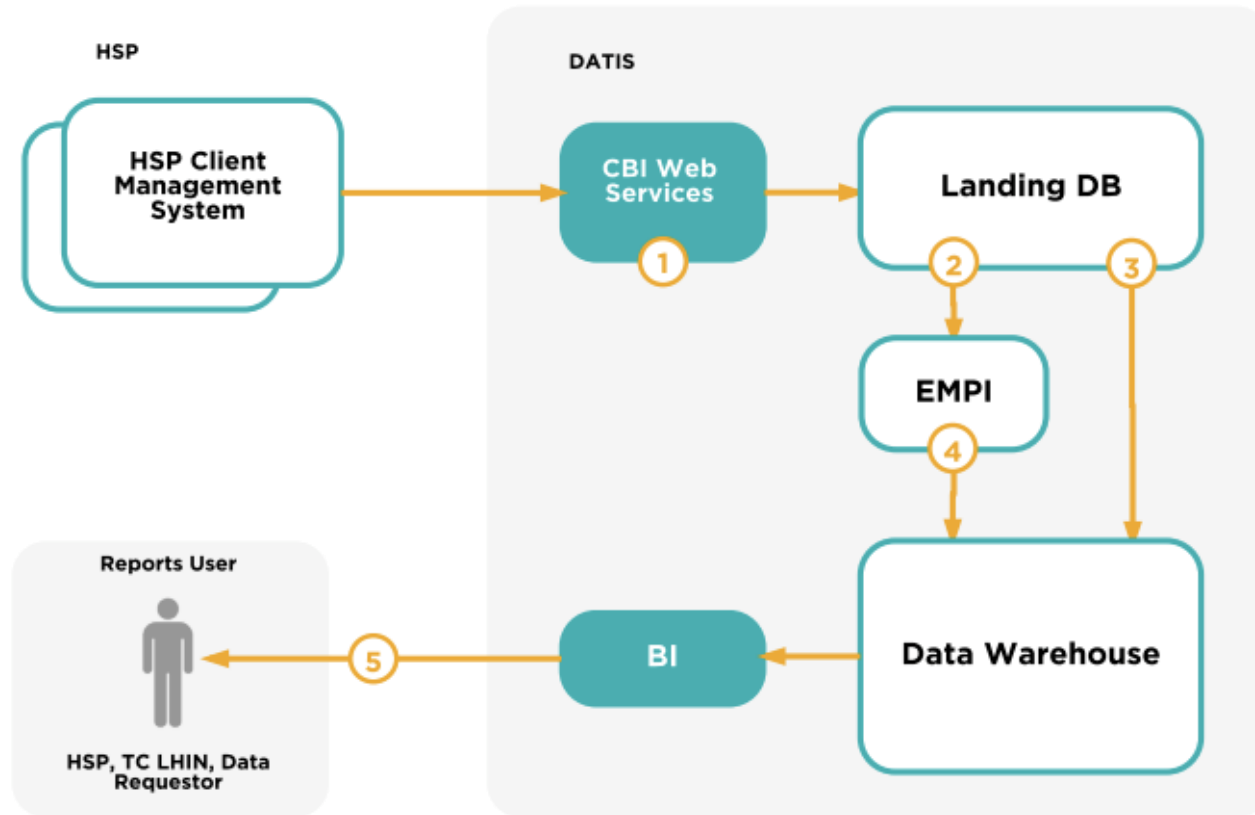 HSP
DATIS
HSP Client
Management
System
CBI Web
Services
1
Landing DB
2
3
EMPI
4
Reports User
5
BI
Data Warehouse
HSP, TC LHIN, Data
Requestor